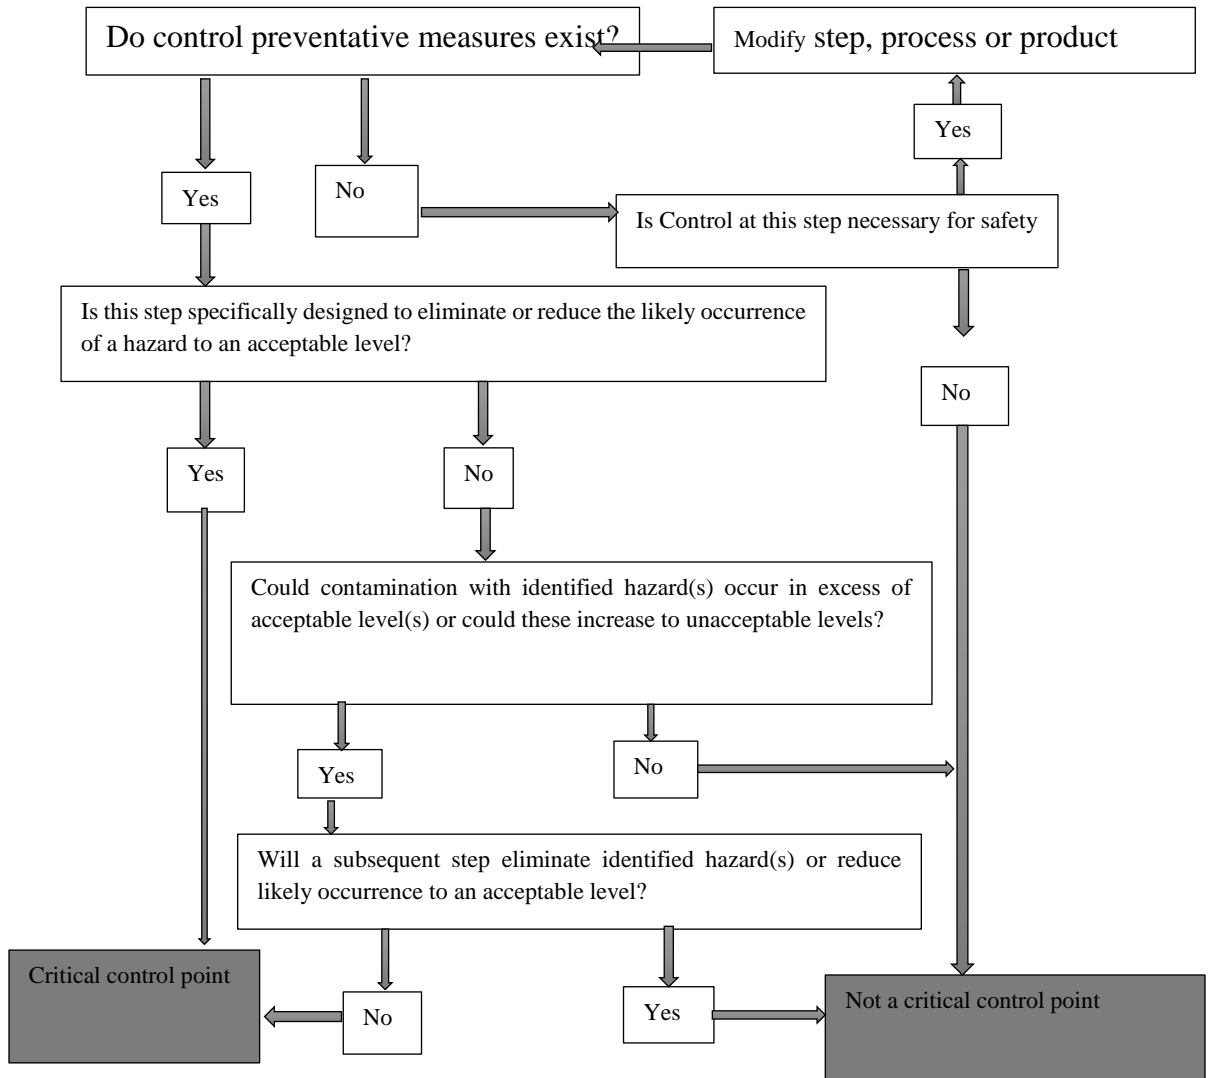 Do control preventative measures exist?
Modify step, process or product
Yes
Yes
No
Is Control at this step necessary for safety
Is this step specifically designed to eliminate or reduce the likely occurrence
of a hazard to an acceptable level?
No
Yes
No
Could contamination with identified hazard(s) occur in excess of
acceptable level(s) or could these increase to unacceptable levels?
Yes
No
Will a subsequent step eliminate identified hazard(s) or reduce
likely occurrence to an acceptable level?
Critical control point
No
Yes
Not a critical control point